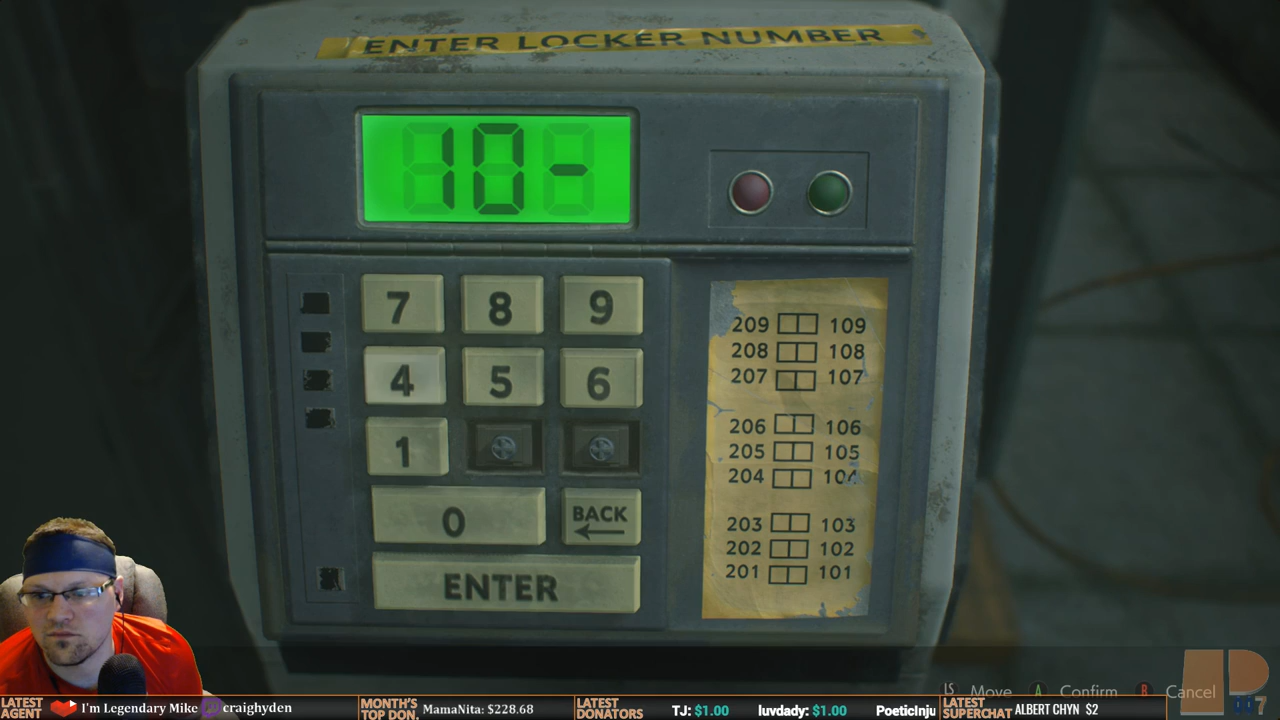 ENTER LOCKER NUMBER
10-
7 8 9
4 5 6
1
0 BACK
ENTER
209 109
208 108
207 107
206 106
205 105
204 104
203 103
202 102
201 101
LS Move A Confirm B Cancel
LATEST AGENT I'm Legendary Mike craighyden
MONTH'S TOP DON. MamaNita: $228.68
LATEST DONATORS TJ: $1.00 luvdady: $1.00 PoeticInju
LATEST SUPERCHAT ALBERT CHYN $2